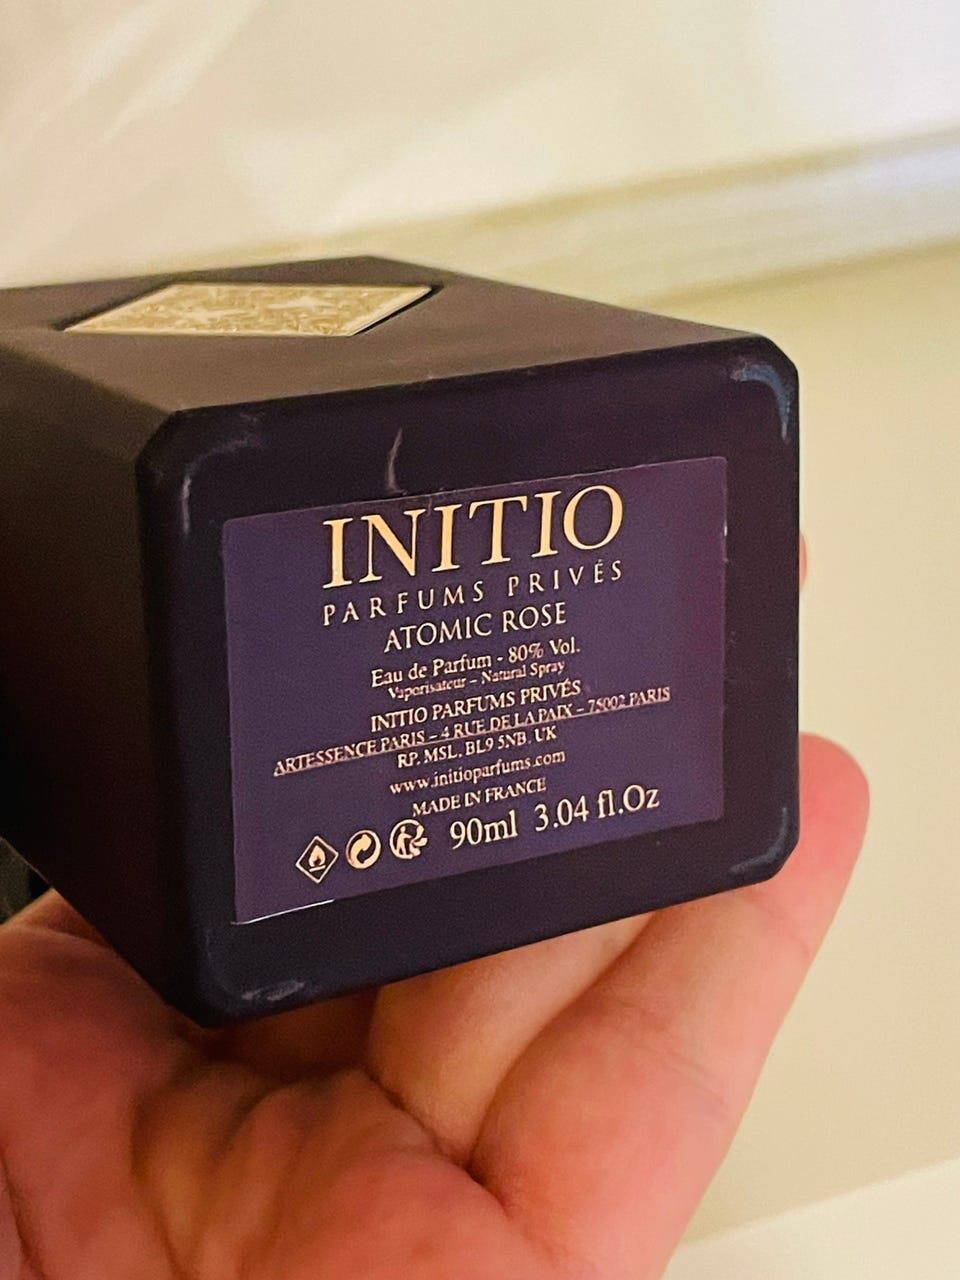 INITIO
PARFUMS PRIVÉS
ATOMIC ROSE
Eau de Parfum - 80% Vol.
Vaporisateur - Natural Spray
INITIO PARFUMS PRIVÉS
ARTESSENCE PARIS - 4 RUE DE LA PAIX - 75002 PARIS
RP. MSL. BL9 5NB. UK
www.initioparfums.com
MADE IN FRANCE
90ml 3.04 fl.Oz